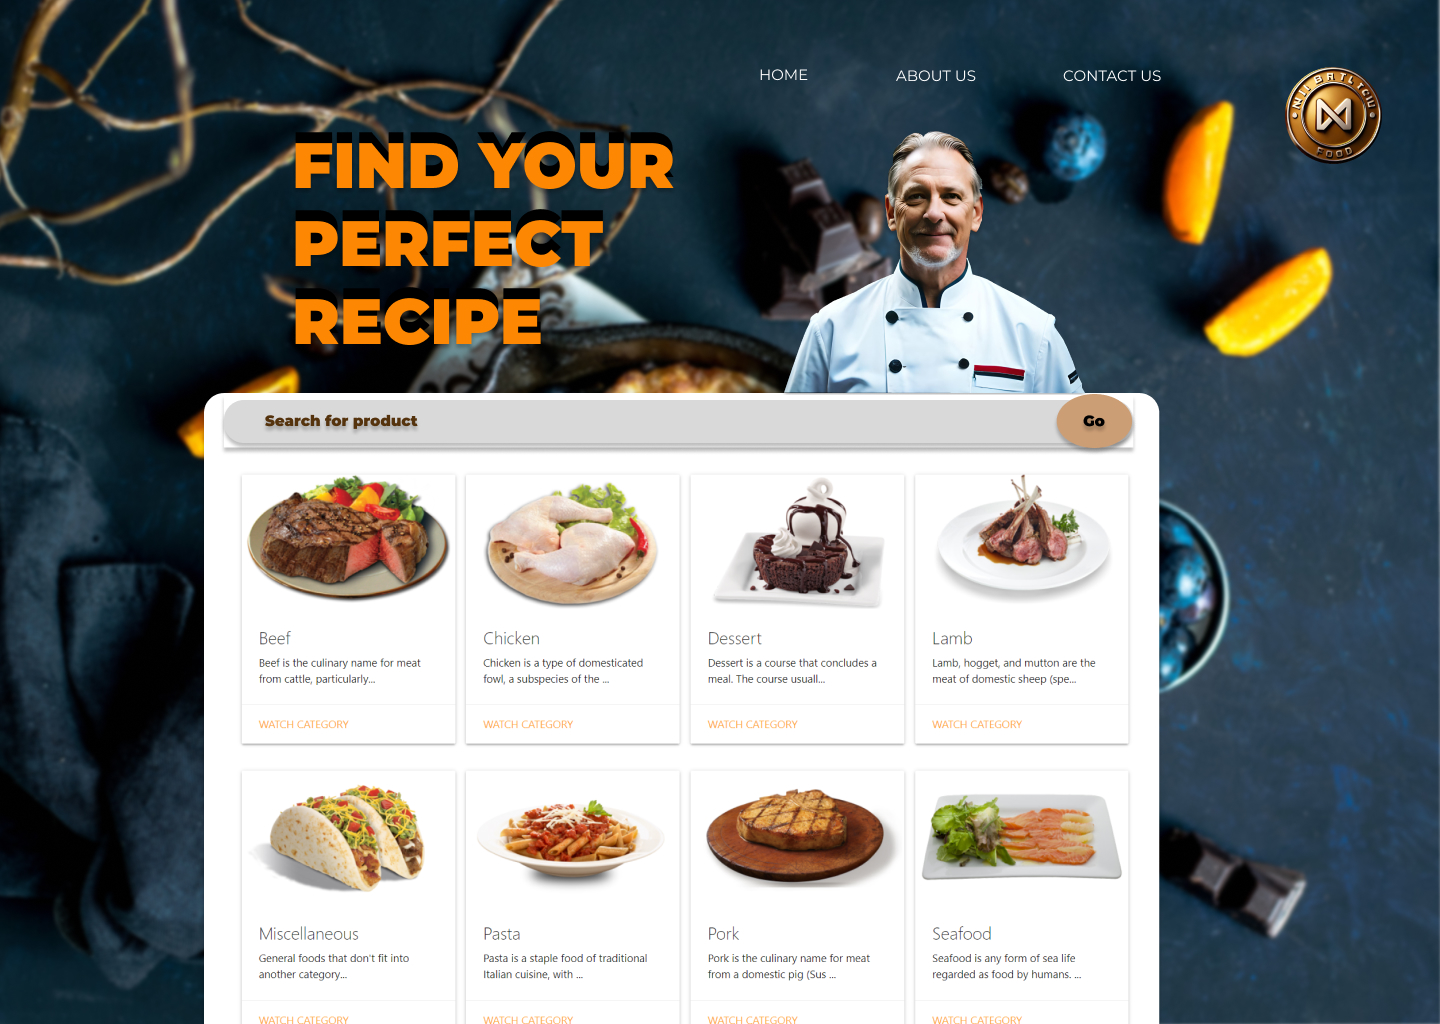 HOME ABOUT US CONTACT US
FOOD
FIND YOUR
PERFECT
RECIPE
Search for product Go
Beef
Beef is the culinary name for meat
from cattle, particularly...
WATCH CATEGORY
Chicken
Chicken is a type of domesticated
fowl, a subspecies of the ...
WATCH CATEGORY
Dessert
Dessert is a course that concludes a
meal. The course usuall...
WATCH CATEGORY
Lamb
Lamb, hogget, and mutton are the
meat of domestic sheep (spe...
WATCH CATEGORY
Miscellaneous
General foods that don't fit into
another category...
WATCH CATEGORY
Pasta
Pasta is a staple food of traditional
Italian cuisine, with ...
WATCH CATEGORY
Pork
Pork is the culinary name for meat
from a domestic pig (Sus ...
WATCH CATEGORY
Seafood
Seafood is any form of sea life
regarded as food by humans. ...
WATCH CATEGORY